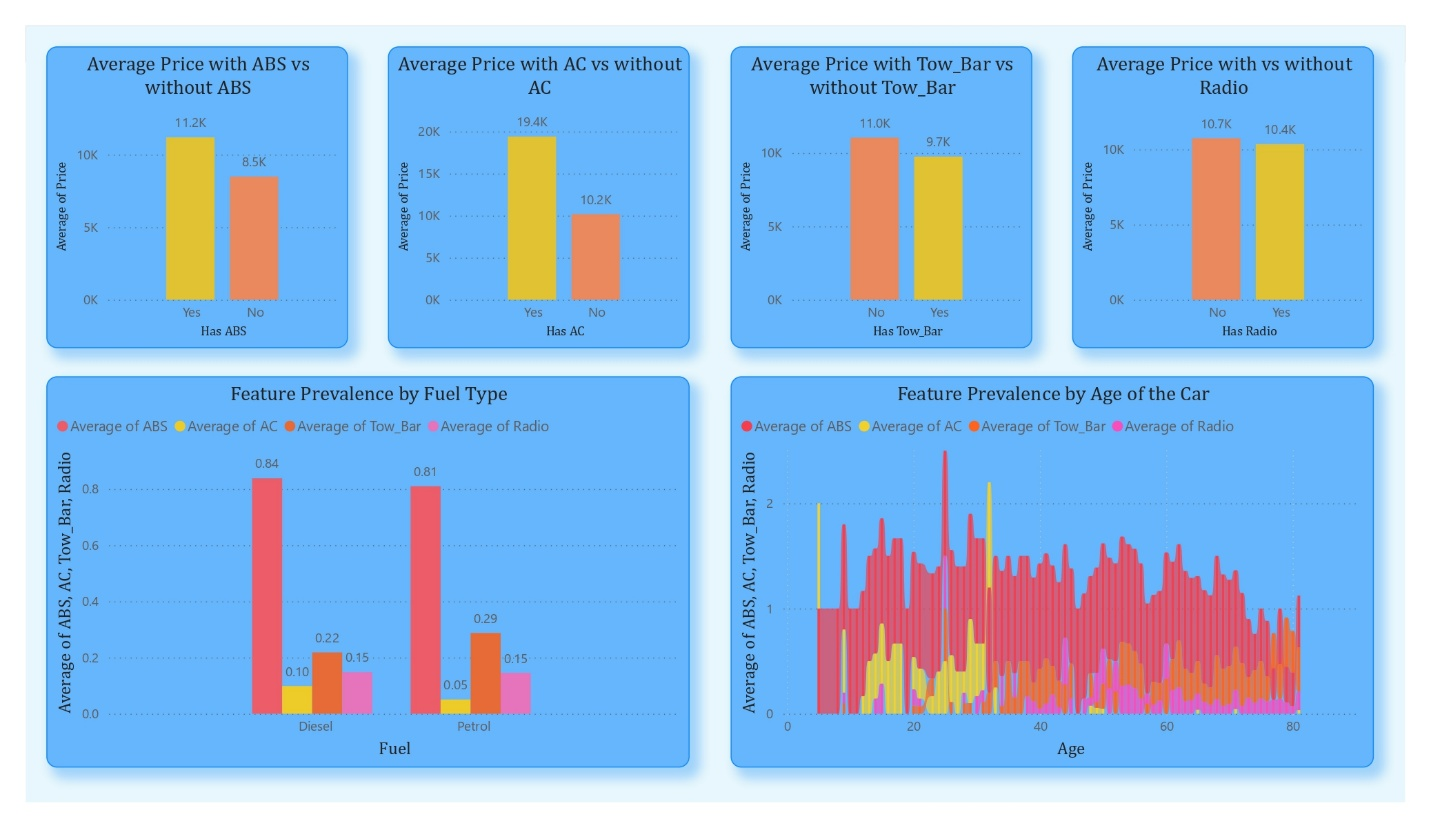 Average Price with ABS vs
without ABS
Average of Price
11.2K
8.5K
10K
5K
0K
Yes
No
Has ABS
Average Price with AC vs without
AC
Average of Price
19.4K
10.2K
20K
15K
10K
5K
0K
Yes
No
Has AC
Average Price with Tow_Bar vs
without Tow_Bar
Average of Price
11.0K
9.7K
10K
5K
0K
No
Yes
Has Tow_Bar
Average Price with vs without
Radio
Average of Price
10.7K
10.4K
10K
5K
0K
No
Yes
Has Radio
Feature Prevalence by Fuel Type
Average of ABS Average of AC Average of Tow_Bar Average of Radio
Average of ABS, AC, Tow_Bar, Radio
0.8
0.6
0.4
0.2
0.0
0.84
0.10
0.22
0.15
0.81
0.05
0.29
0.15
Diesel
Petrol
Fuel
Feature Prevalence by Age of the Car
Average of ABS Average of AC Average of Tow_Bar Average of Radio
Average of ABS, AC, Tow_Bar, Radio
2
1
0
0
20
40
60
80
Age